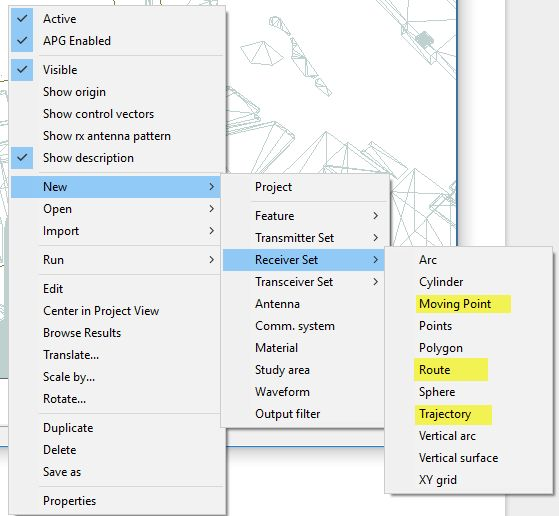 Active
APG Enabled
Visible
Show origin
Show control vectors
Show rx antenna pattern
Show description
New
Open
Import
Run
Edit
Center in Project View
Browse Results
Translate...
Scale by...
Rotate...
Duplicate
Delete
Save as
Properties
Project
Feature
Transmitter Set
Receiver Set
Transceiver Set
Antenna
Comm. system
Material
Study area
Waveform
Output filter
Arc
Cylinder
Moving Point
Points
Polygon
Route
Sphere
Trajectory
Vertical arc
Vertical surface
XY grid